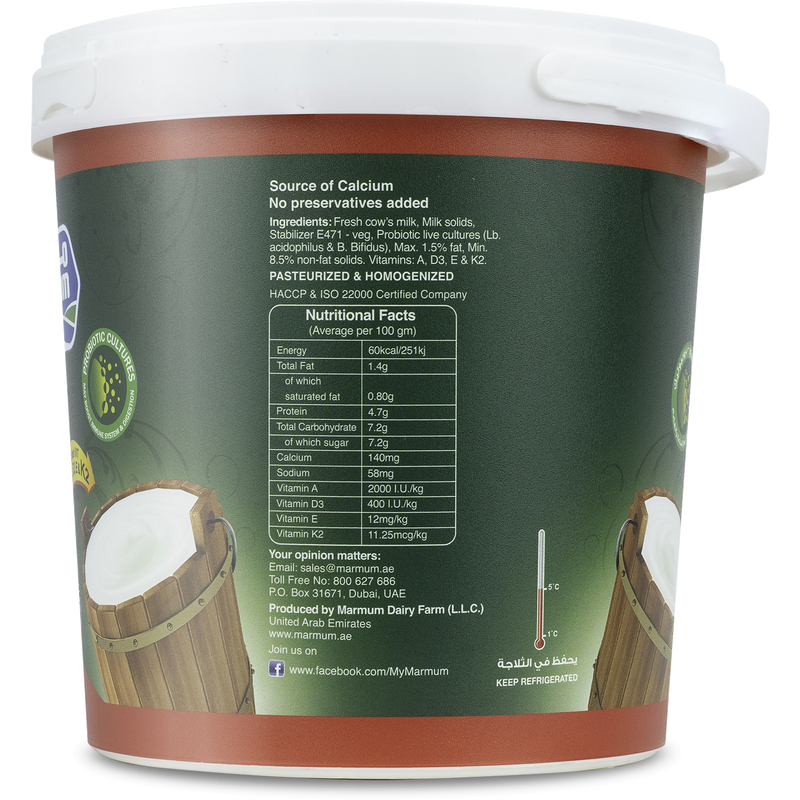 Source of Calcium
No preservatives added
Ingredients: Fresh cow's milk, Milk solids,
Stabilizer E471 - veg, Probiotic live cultures (Lb.
acidophilus & B. Bifidus), Max. 1.5% fat, Min.
8.5% non-fat solids. Vitamins: A, D3, E & K2.
PASTEURIZED & HOMOGENIZED
HACCP & ISO 22000 Certified Company
Nutritional Facts
(Average per 100 gm)
Energy 60kcal/251kj
Total Fat 1.4g
of which
saturated fat 0.80g
Protein 4.7g
Total Carbohydrate 7.2g
of which sugar 7.2g
Calcium 140mg
Sodium 58mg
Vitamin A 2000 I.U./kg
Vitamin D3 400 I.U./kg
Vitamin E 12mg/kg
Vitamin K2 11.25mcg/kg
Your opinion matters:
Email: sales@marmum.ae
Toll Free No: 800 627 686
P.O. Box 31671, Dubai, UAE
Produced by Marmum Dairy Farm (L.L.C.)
United Arab Emirates
www.marmum.ae
Join us on
f www.facebook.com/MyMarmum
PROBIOTIC CULTURES
IMMUNE SYSTEM & DIGESTION
K2
5°C
1°C
يحفظ في الثلاجة
KEEP REFRIGERATED